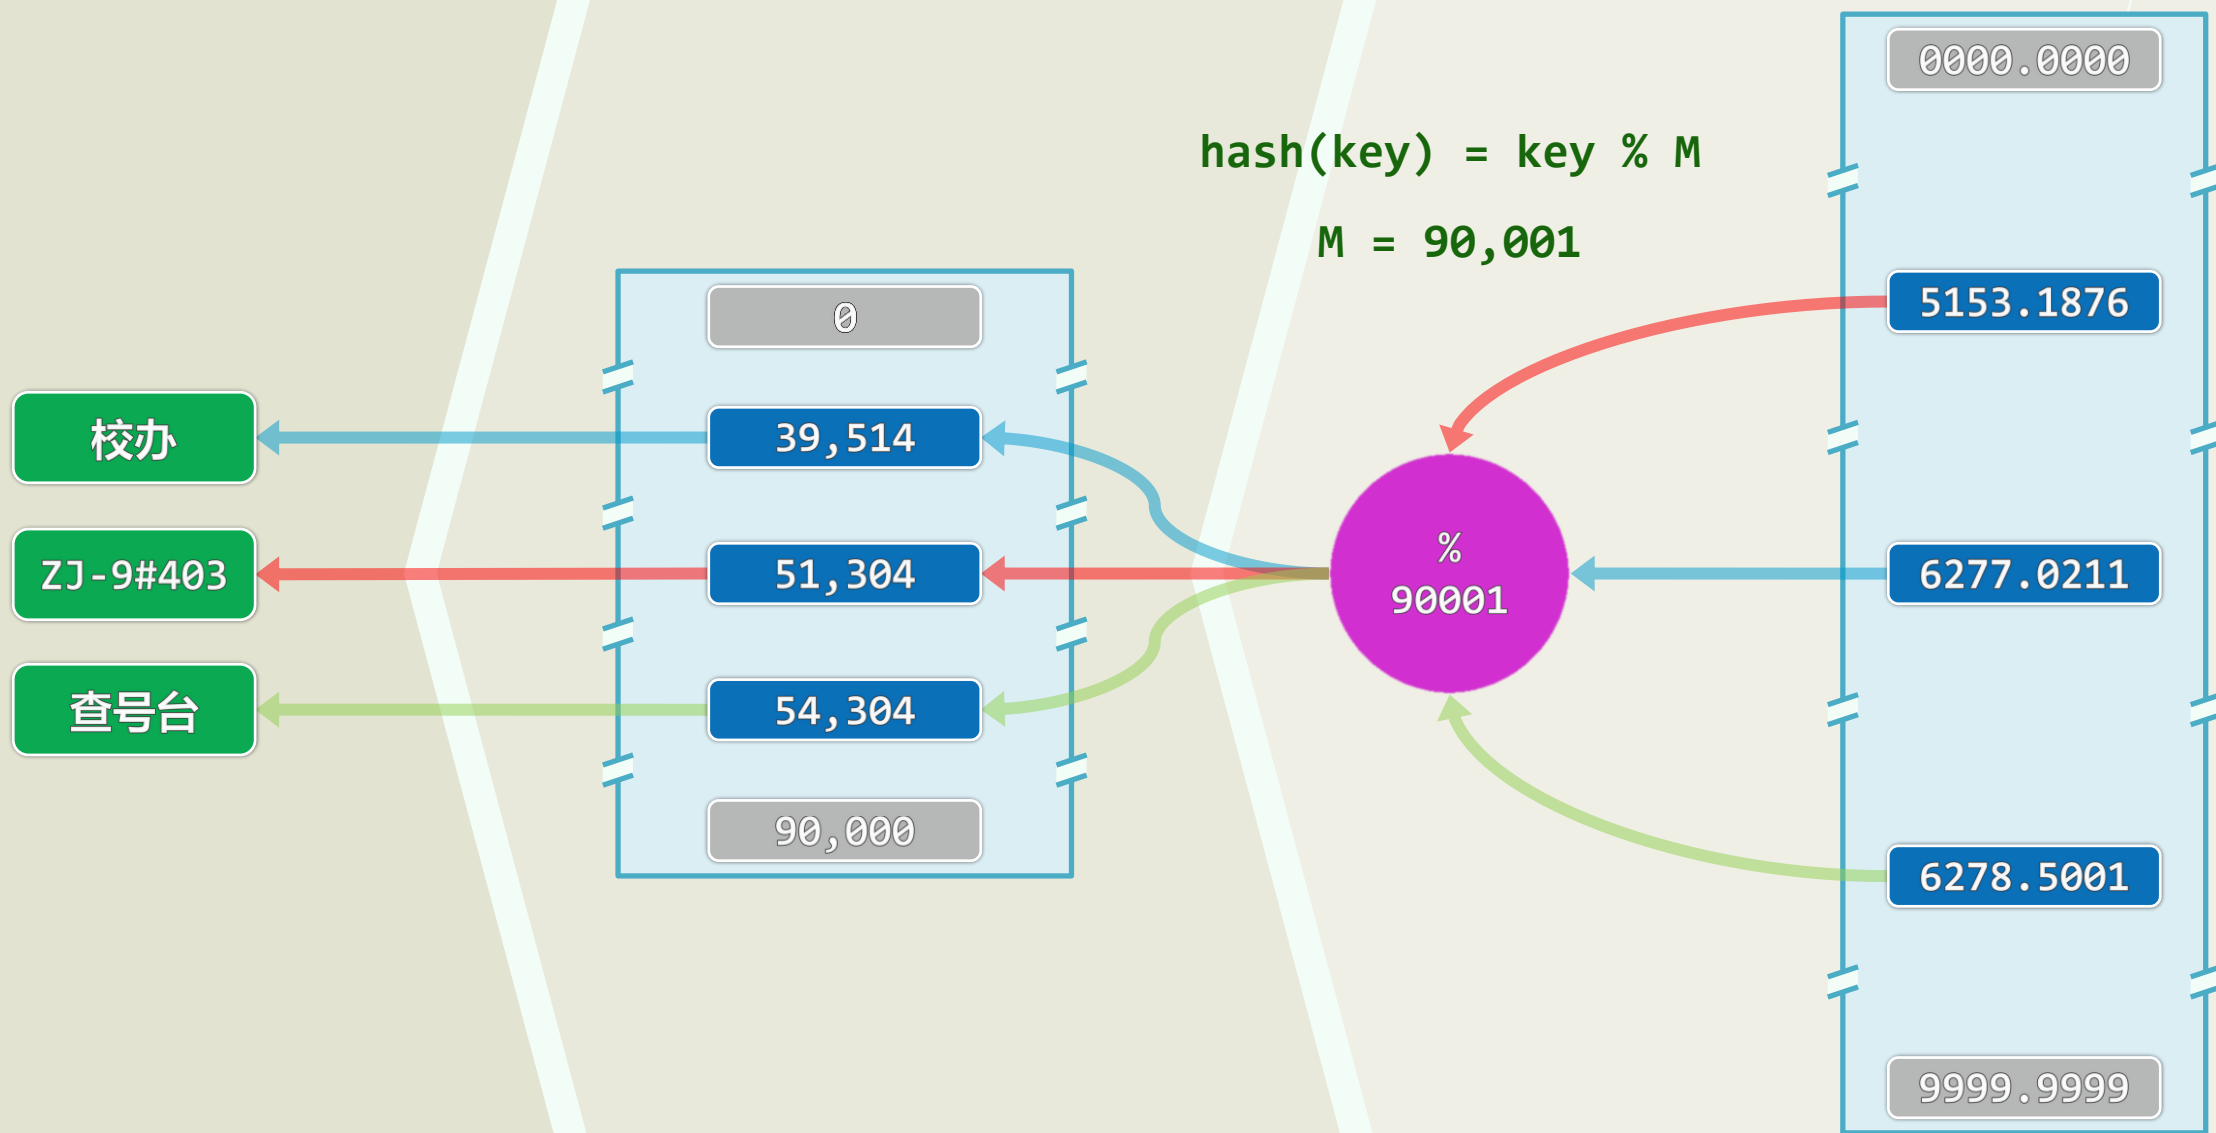 0000.0000
hash(key) = key % M
M = 90,001
0
5153.1876
校办
39,514
%
90001
ZJ-9#403
51,304
6277.0211
查号台
54,304
90,000
6278.5001
9999.9999